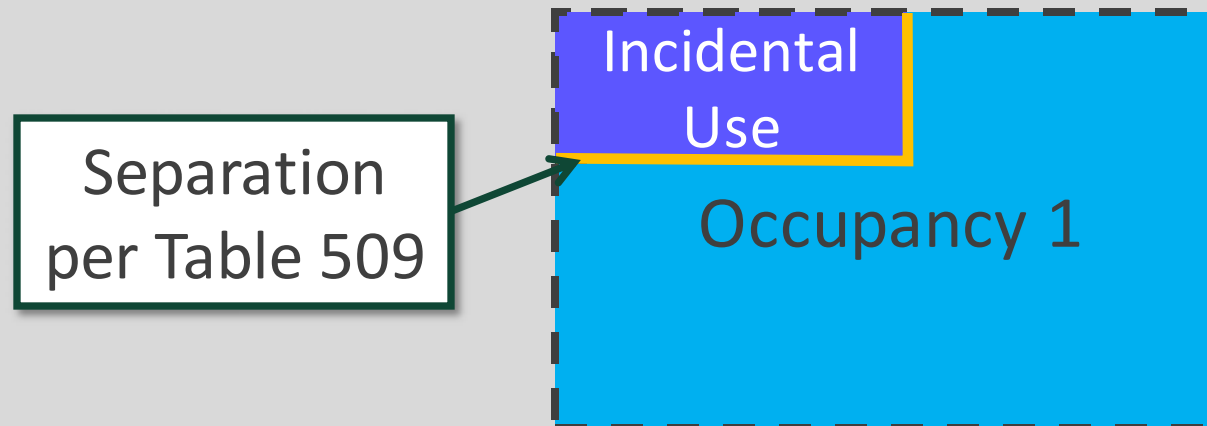 Incidental
Use
Separation
per Table 509
Occupancy 1